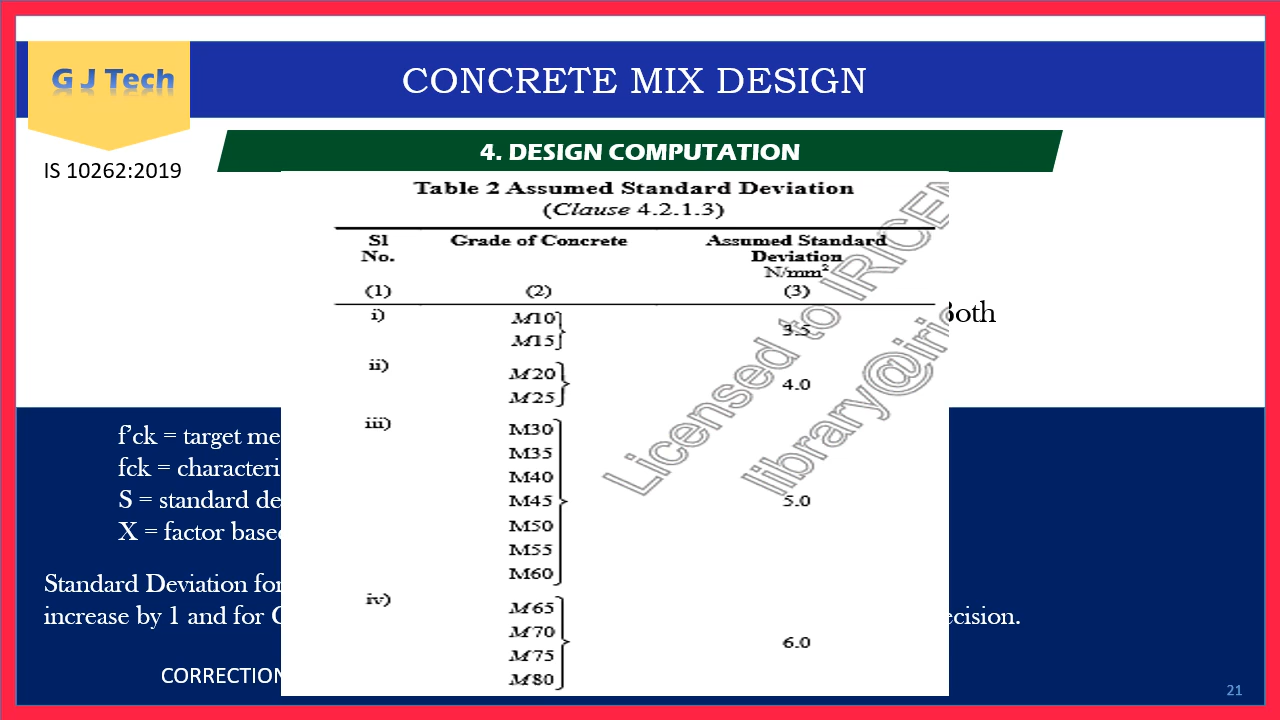 G J Tech
CONCRETE MIX DESIGN
IS 10262:2019
4. DESIGN COMPUTATION
Table 2 Assumed Standard Deviation
(Clause 4.2.1.3)
Sl No. Grade of Concrete Assumed Standard Deviation N/mm²
(1) (2) (3)
i) M10 3.5
M15
ii) M20 4.0
M25
iii) M30
M35
M40
M45 5.0
M50
M55
M60
iv) M65
M70 6.0
M75
M80
Licensed to IRICEN
library@iric
f'ck = target me
fck = characteri
S = standard de
X = factor base
Standard Deviation for
increase by 1 and for ecision.
CORRECTION
21